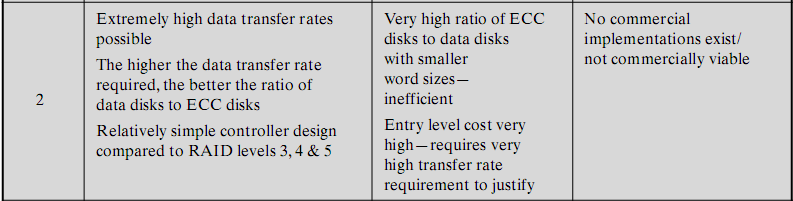 2
Extremely high data transfer rates
possible
The higher the data transfer rate
required, the better the ratio of
data disks to ECC disks
Relatively simple controller design
compared to RAID levels 3, 4 & 5
Very high ratio of ECC
disks to data disks
with smaller
word sizes—
inefficient
Entry level cost very
high—requires very
high transfer rate
requirement to justify
No commercial
implementations exist/
not commercially viable